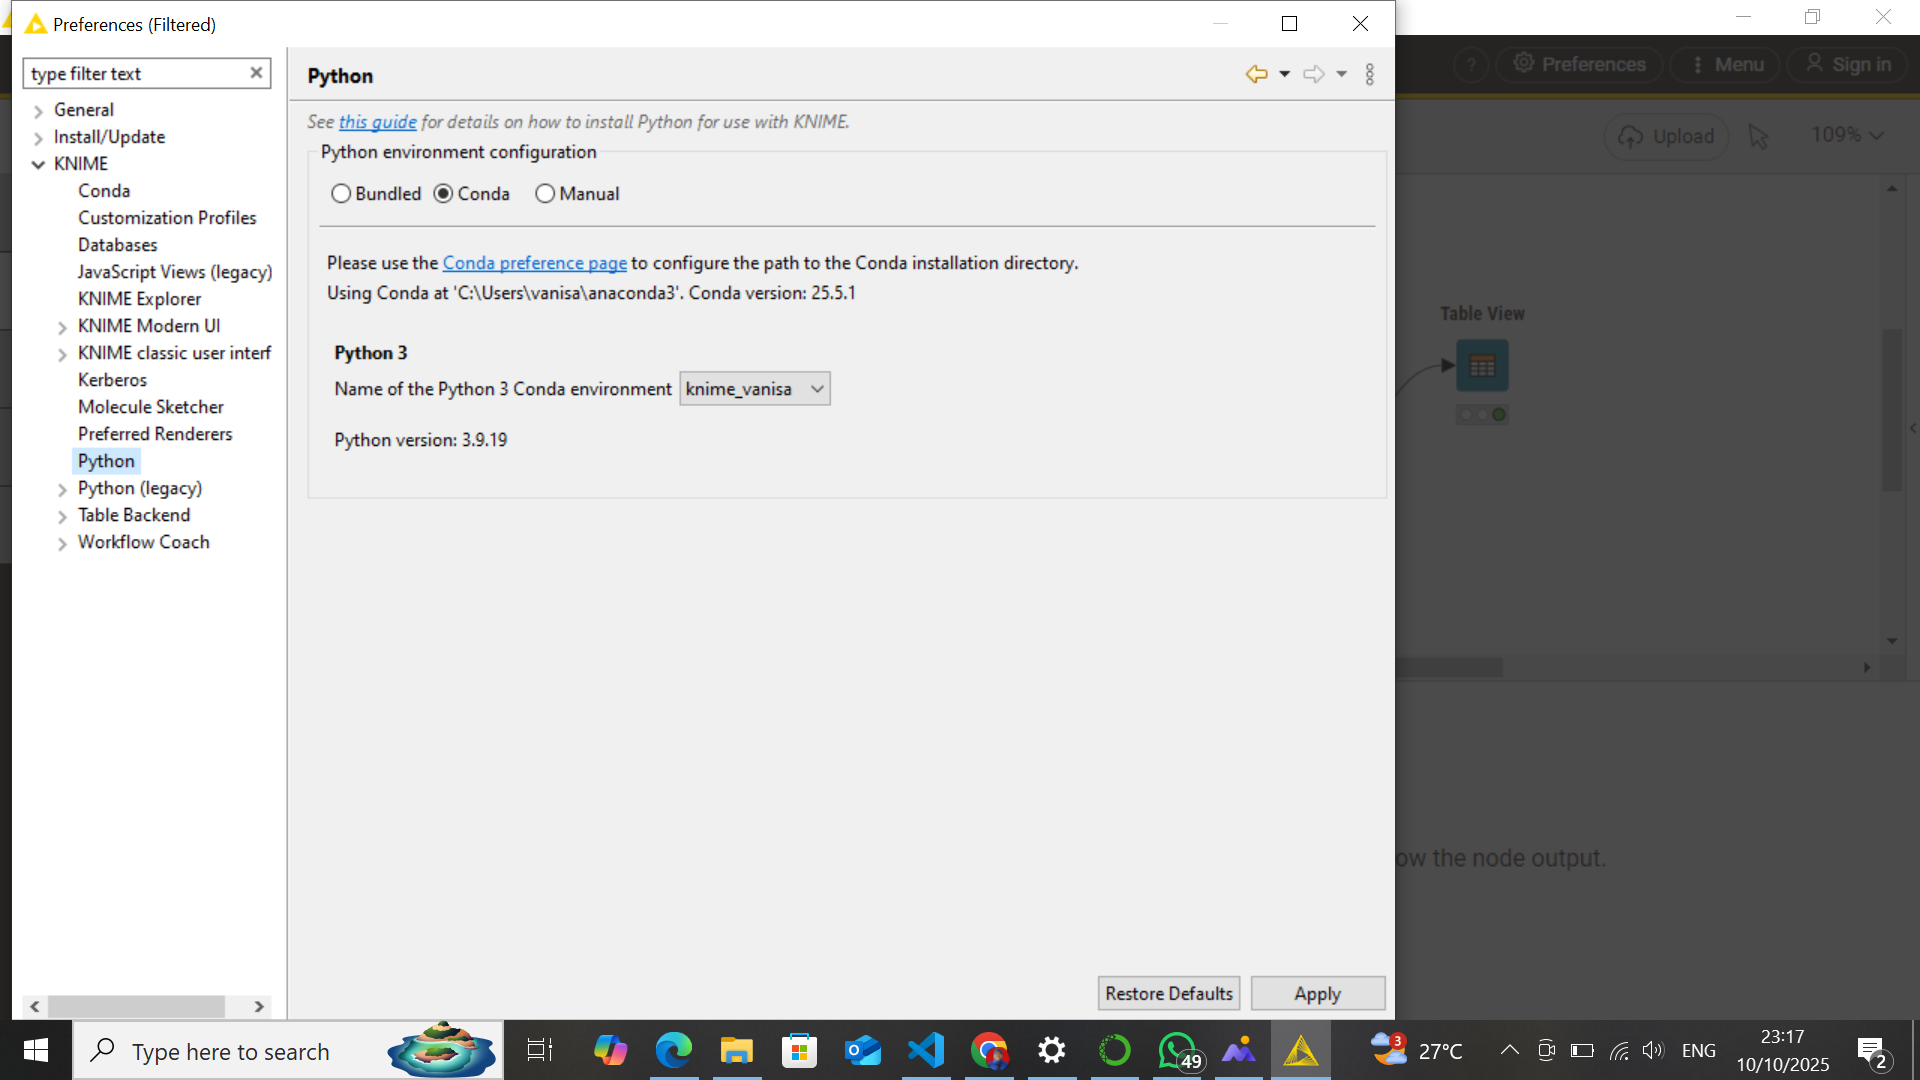 Preferences (Filtered)
? Preferences Menu Sign in
type filter text
Python
General
Install/Update
KNIME
Conda
Customization Profiles
Databases
JavaScript Views (legacy)
KNIME Explorer
KNIME Modern UI
KNIME classic user interf
Kerberos
Molecule Sketcher
Preferred Renderers
Python
Python (legacy)
Table Backend
Workflow Coach
See this guide for details on how to install Python for use with KNIME.
Python environment configuration
Bundled Conda Manual
Please use the Conda preference page to configure the path to the Conda installation directory.
Using Conda at 'C:\Users\vanisa\anaconda3'. Conda version: 25.5.1
Python 3
Name of the Python 3 Conda environment knime_vanisa
Python version: 3.9.19
Restore Defaults Apply
Upload 109%
Table View
ow the node output.
Type here to search
49
3
27°C
ENG
23:17
10/10/2025
2